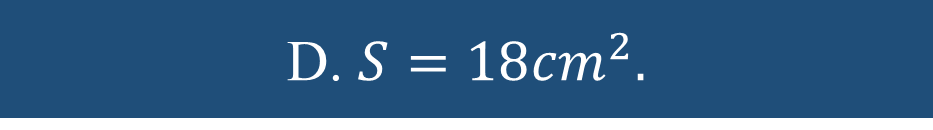 D. S = 18cm².